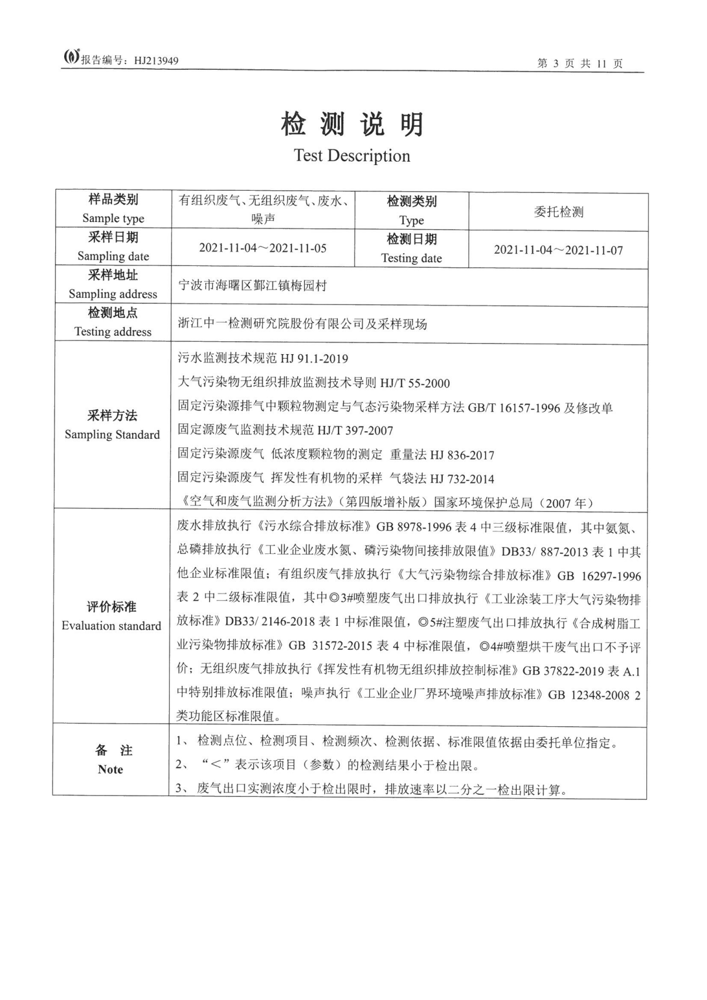 报告编号：HJ213949
第 3 页 共 11 页
检测说明
Test Description
样品类别
Sample type
有组织废气、无组织废气、废水、
噪声
检测类别
Type
委托检测
采样日期
Sampling date
2021-11-04～2021-11-05
检测日期
Testing date
2021-11-04～2021-11-07
采样地址
Sampling address
宁波市海曙区鄞江镇梅园村
检测地点
Testing address
浙江中一检测研究院股份有限公司及采样现场
采样方法
Sampling Standard
污水监测技术规范 HJ 91.1-2019
大气污染物无组织排放监测技术导则 HJ/T 55-2000
固定污染源排气中颗粒物测定与气态污染物采样方法 GB/T 16157-1996 及修改单
固定源废气监测技术规范 HJ/T 397-2007
固定污染源废气 低浓度颗粒物的测定 重量法 HJ 836-2017
固定污染源废气 挥发性有机物的采样 气袋法 HJ 732-2014
《空气和废气监测分析方法》（第四版增补版）国家环境保护总局（2007 年）
评价标准
Evaluation standard
废水排放执行《污水综合排放标准》GB 8978-1996 表 4 中三级标准限值，其中氨氮、
总磷排放执行《工业企业废水氮、磷污染物间接排放限值》DB33/ 887-2013 表 1 中其
他企业标准限值；有组织废气排放执行《大气污染物综合排放标准》GB 16297-1996
表 2 中二级标准限值，其中◎3#喷塑废气出口排放执行《工业涂装工序大气污染物排
放标准》DB33/ 2146-2018 表 1 中标准限值，◎5#注塑废气出口排放执行《合成树脂工
业污染物排放标准》GB 31572-2015 表 4 中标准限值，◎4#喷塑烘干废气出口不予评
价；无组织废气排放执行《挥发性有机物无组织排放控制标准》GB 37822-2019 表 A.1
中特别排放标准限值；噪声执行《工业企业厂界环境噪声排放标准》GB 12348-2008 2
类功能区标准限值。
备 注
Note
1、 检测点位、检测项目、检测频次、检测依据、标准限值依据由委托单位指定。
2、 “＜”表示该项目（参数）的检测结果小于检出限。
3、 废气出口实测浓度小于检出限时，排放速率以二分之一检出限计算。